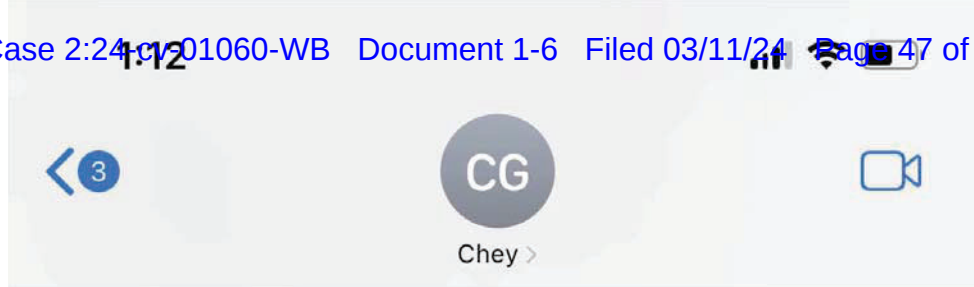 Case 2:24-cv-01060-WB Document 1-6 Filed 03/11/24 Page 47 of
1:12
3
CG
Chey